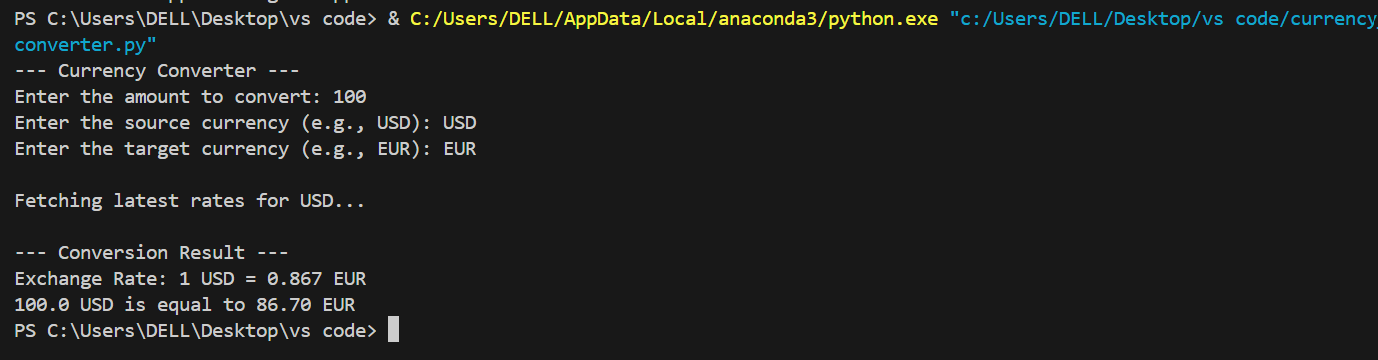 PS C:\Users\DELL\Desktop\vs code> & C:/Users/DELL/AppData/Local/anaconda3/python.exe "c:/Users/DELL/Desktop/vs code/currency_
converter.py"
--- Currency Converter ---
Enter the amount to convert: 100
Enter the source currency (e.g., USD): USD
Enter the target currency (e.g., EUR): EUR
Fetching latest rates for USD...
--- Conversion Result ---
Exchange Rate: 1 USD = 0.867 EUR
100.0 USD is equal to 86.70 EUR
PS C:\Users\DELL\Desktop\vs code>